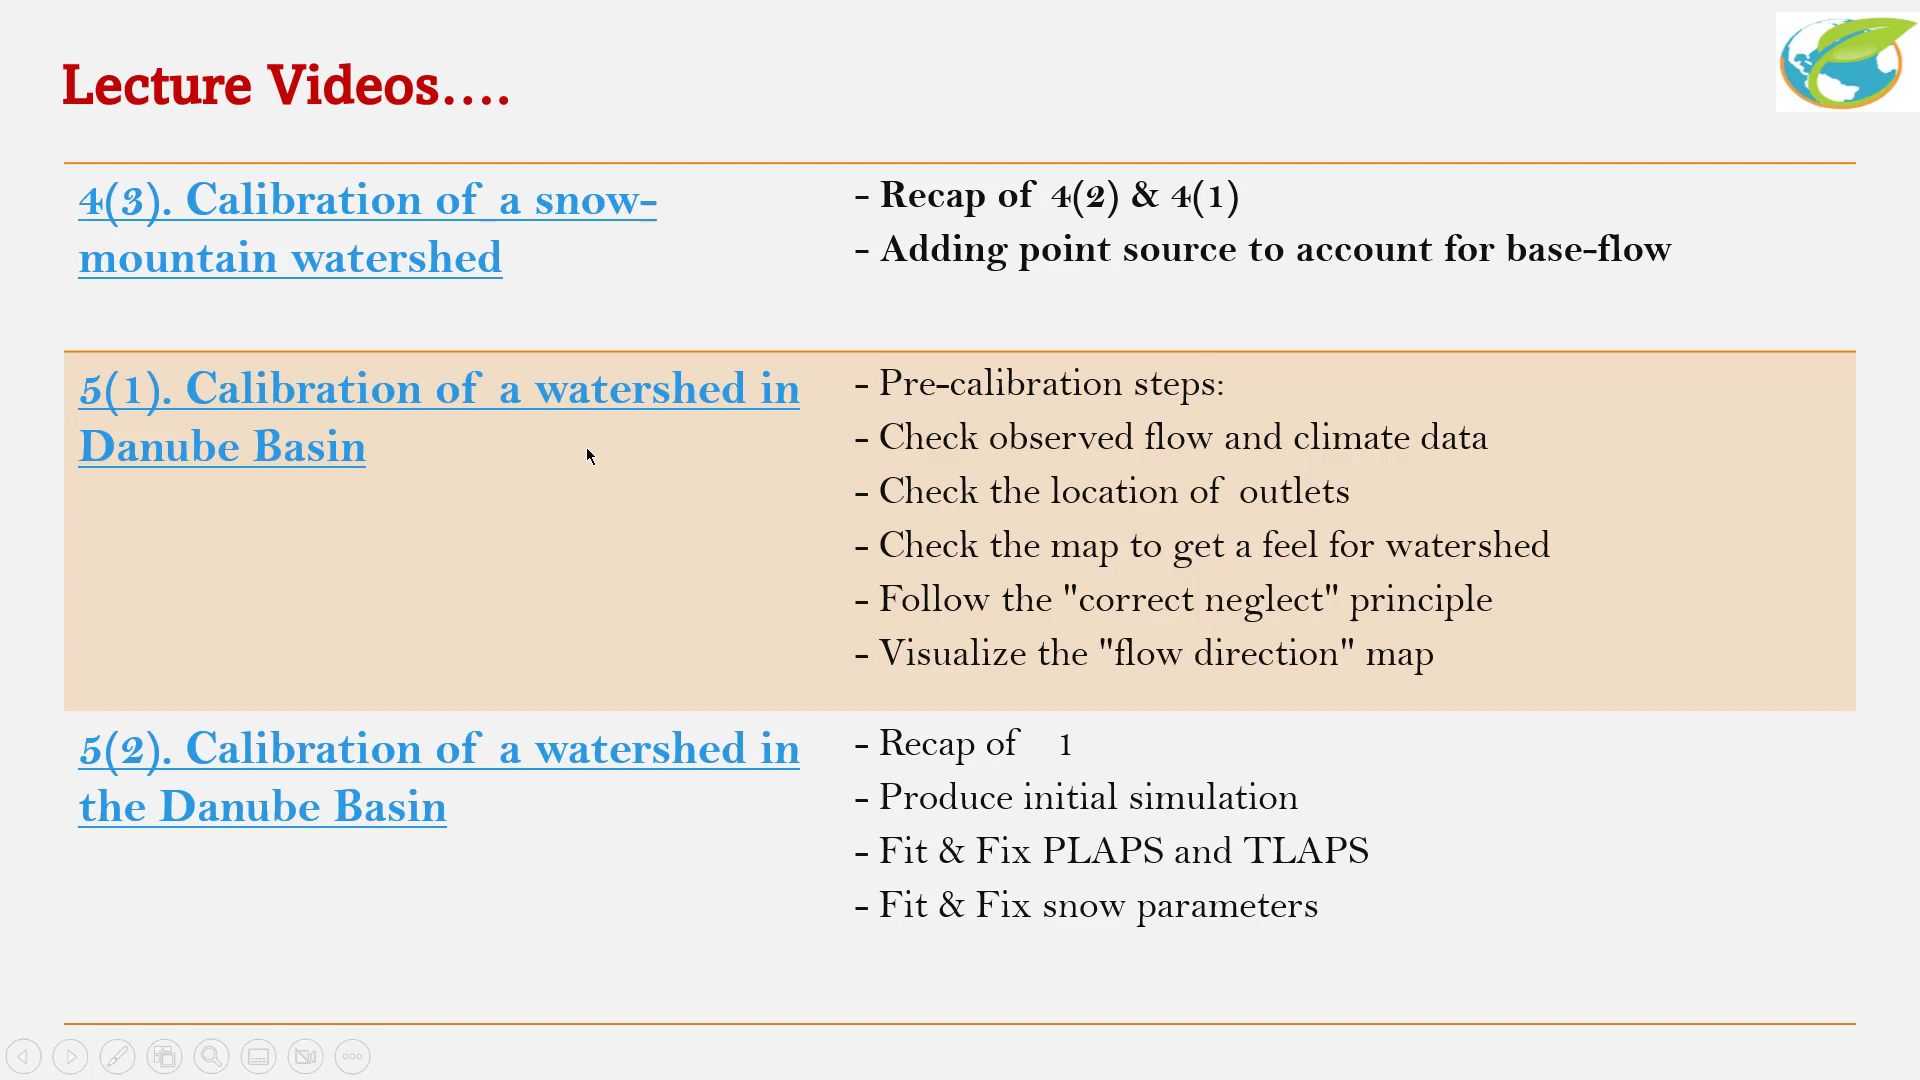 Lecture Videos....
4(3). Calibration of a snow-
mountain watershed
- Recap of 4(2) & 4(1)
- Adding point source to account for base-flow
5(1). Calibration of a watershed in
Danube Basin
- Pre-calibration steps:
- Check observed flow and climate data
- Check the location of outlets
- Check the map to get a feel for watershed
- Follow the "correct neglect" principle
- Visualize the "flow direction" map
5(2). Calibration of a watershed in
the Danube Basin
- Recap of 1
- Produce initial simulation
- Fit & Fix PLAPS and TLAPS
- Fit & Fix snow parameters